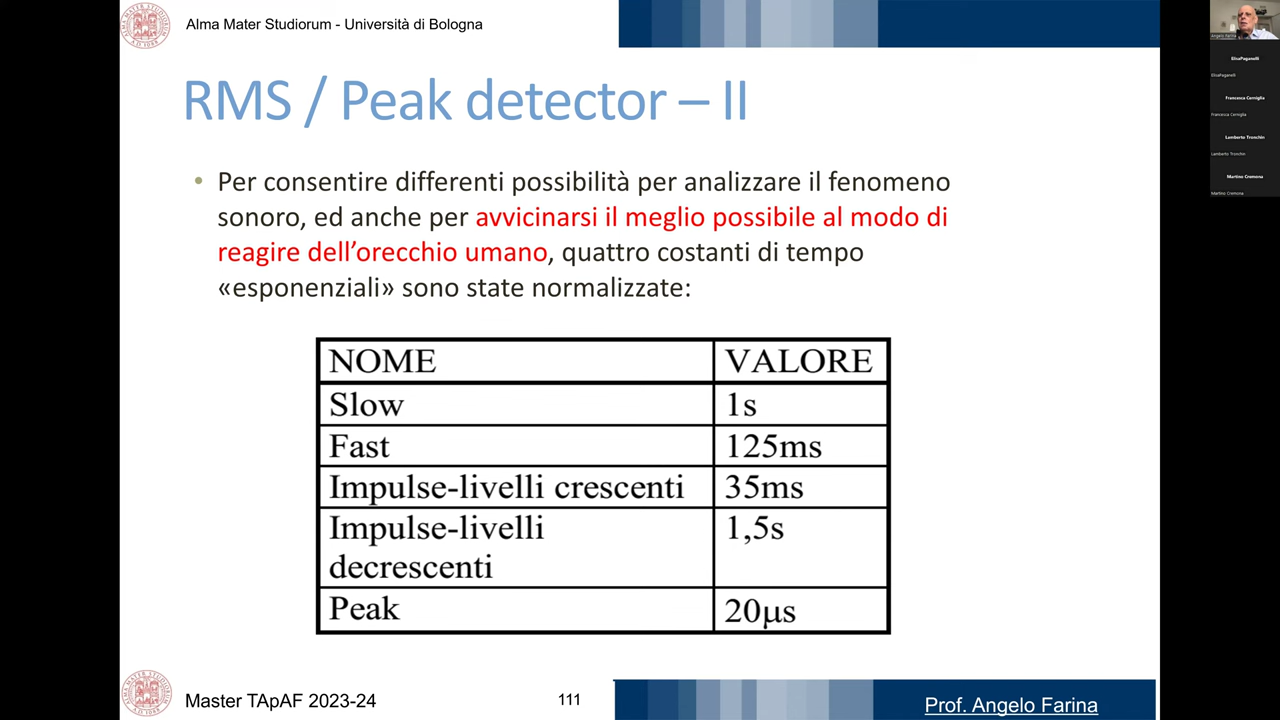 Alma Mater Studiorum - Università di Bologna
RMS / Peak detector – II
• Per consentire differenti possibilità per analizzare il fenomeno
sonoro, ed anche per avvicinarsi il meglio possibile al modo di
reagire dell’orecchio umano, quattro costanti di tempo
«esponenziali» sono state normalizzate:
NOME VALORE
Slow 1s
Fast 125ms
Impulse-livelli crescenti 35ms
Impulse-livelli 1,5s
decrescenti
Peak 20μs
Master TApAF 2023-24
111
Prof. Angelo Farina
Angelo Farina
ElisaPaganelli
ElisaPaganelli
Francesca Cerniglia
Francesca Cerniglia
Lamberto Tronchin
Lamberto Tronchin
Martino Cremona
Martino Cremona